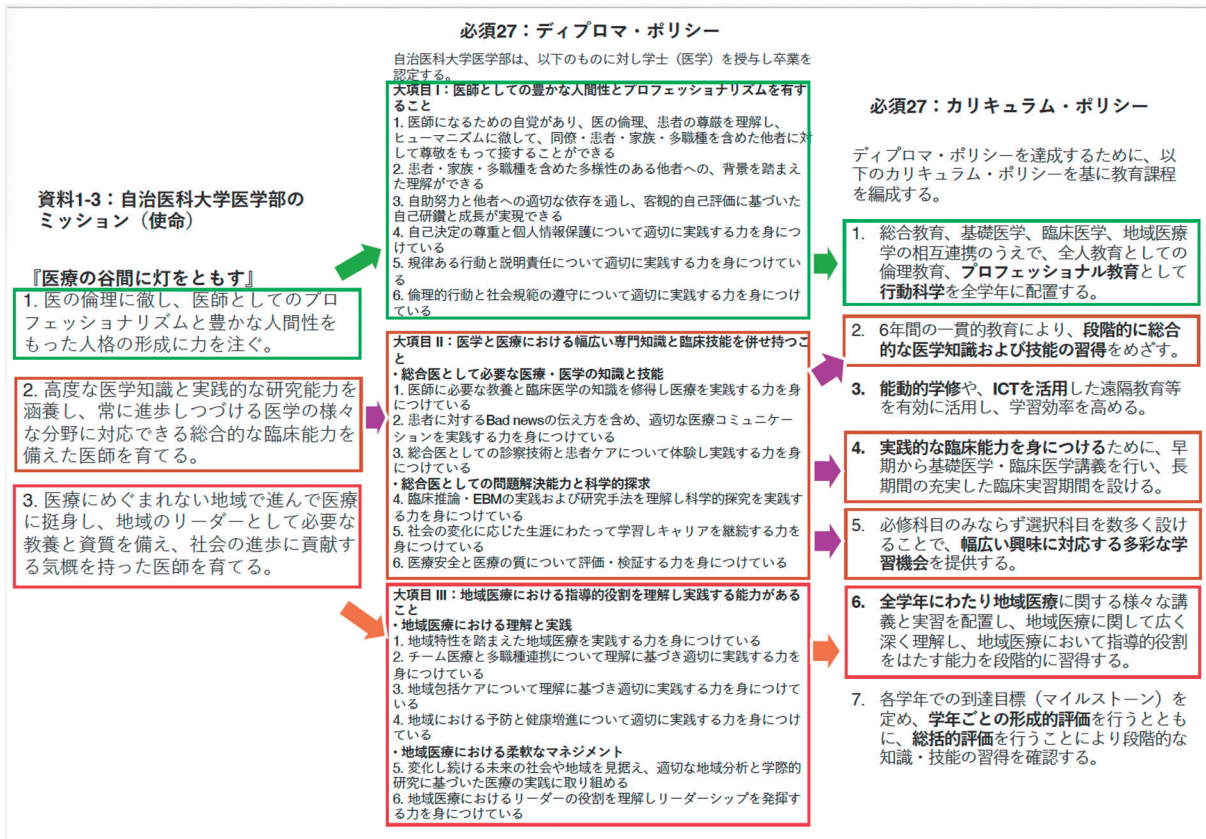 資料1-3：自治医科大学医学部の
ミッション（使命）
『医療の谷間に灯をともす』
1. 医の倫理に徹し、医師としてのプロ
フェッショナリズムと豊かな人間性を
もった人格の形成に力を注ぐ。
2. 高度な医学知識と実践的な研究能力を
涵養し、常に進歩しつづける医学の様々
な分野に対応できる総合的な臨床能力を
備えた医師を育てる。
3. 医療にめぐまれない地域で進んで医療
に挺身し、地域のリーダーとして必要な
教養と資質を備え、社会の進歩に貢献す
る気概を持った医師を育てる。
必須27：ディプロマ・ポリシー
自治医科大学医学部は、以下のものに対し学士（医学）を授与し卒業を
認定する。
大項目 I：医師としての豊かな人間性とプロフェッショナリズムを有す
ること
1. 医師になるための自覚があり、医の倫理、患者の尊厳を理解し、
ヒューマニズムに徹して、同僚・患者・家族・多職種を含めた他者に対
して尊敬をもって接することができる
2. 患者・家族・多職種を含めた多様性のある他者への、背景を踏まえ
た理解ができる
3. 自助努力と他者への適切な依存を通し、客観的自己評価に基づいた
自己研鑽と成長が実現できる
4. 自己決定の尊重と個人情報保護について適切に実践する力を身につ
けている
5. 規律ある行動と説明責任について適切に実践する力を身につけてい
る
6. 倫理的行動と社会規範の遵守について適切に実践する力を身につけ
ている
大項目 II：医学と医療における幅広い専門知識と臨床技能を併せ持つこ
と
・総合医として必要な医療・医学の知識と技能
1. 医師に必要な教養と臨床医学の知識を修得し医療を実践する力を身
につけている
2. 患者に対するBad newsの伝え方を含め、適切な医療コミュニケー
ションを実践する力を身につけている
3. 総合医としての診察技術と患者ケアについて体験し実践する力を身
につけている
・総合医としての問題解決能力と科学的探求
4. 臨床推論・EBMの実践および研究手法を理解し科学的探究を実践す
る力を身につけている
5. 社会の変化に応じた生涯にわたって学習しキャリアを継続する力を
身につけている
6. 医療安全と医療の質について評価・検証する力を身につけている
大項目 III：地域医療における指導的役割を理解し実践する能力があるこ
こと
・地域医療における理解と実践
1. 地域特性を踏まえた地域医療を実践する力を身につけている
2. チーム医療と多職種連携について理解に基づき適切に実践する力を
身につけている
3. 地域包括ケアについて理解に基づき適切に実践する力を身につけて
いる
4. 地域における予防と健康増進について適切に実践する力を身につけ
ている
・地域医療における柔軟なマネジメント
5. 変化し続ける未来の社会や地域を見据え、適切な地域分析と学際的
研究に基づいた医療の実践に取り組める
6. 地域医療におけるリーダーの役割を理解しリーダーシップを発揮す
る力を身につけている
必須27：カリキュラム・ポリシー
ディプロマ・ポリシーを達成するために、以
下のカリキュラム・ポリシーを基に教育課程
を編成する。
1. 総合教育、基礎医学、臨床医学、地域医療
学の相互連携のうえで、全人教育としての
倫理教育、プロフェッショナル教育として
行動科学を全学年に配置する。
2. 6年間の一貫的教育により、段階的に総合
的な医学知識および技能の習得をめざす。
3. 能動的学修や、ICTを活用した遠隔教育等
を有効に活用し、学習効率を高める。
4. 実践的な臨床能力を身につけるために、早
期から基礎医学・臨床医学講義を行い、長
期間の充実した臨床実習期間を設ける。
5. 必修科目のみならず選択科目を数多く設け
ることで、幅広い興味に対応する多彩な学
習機会を提供する。
6. 全学年にわたり地域医療に関する様々な講
義と実習を配置し、地域医療に関して広く
深く理解し、地域医療において指導的役割
をはたす能力を段階的に習得する。
7. 各学年での到達目標（マイルストーン）を
定め、学年ごとの形成的評価を行うととも
に、総括的評価を行うことにより段階的な
知識・技能の習得を確認する。